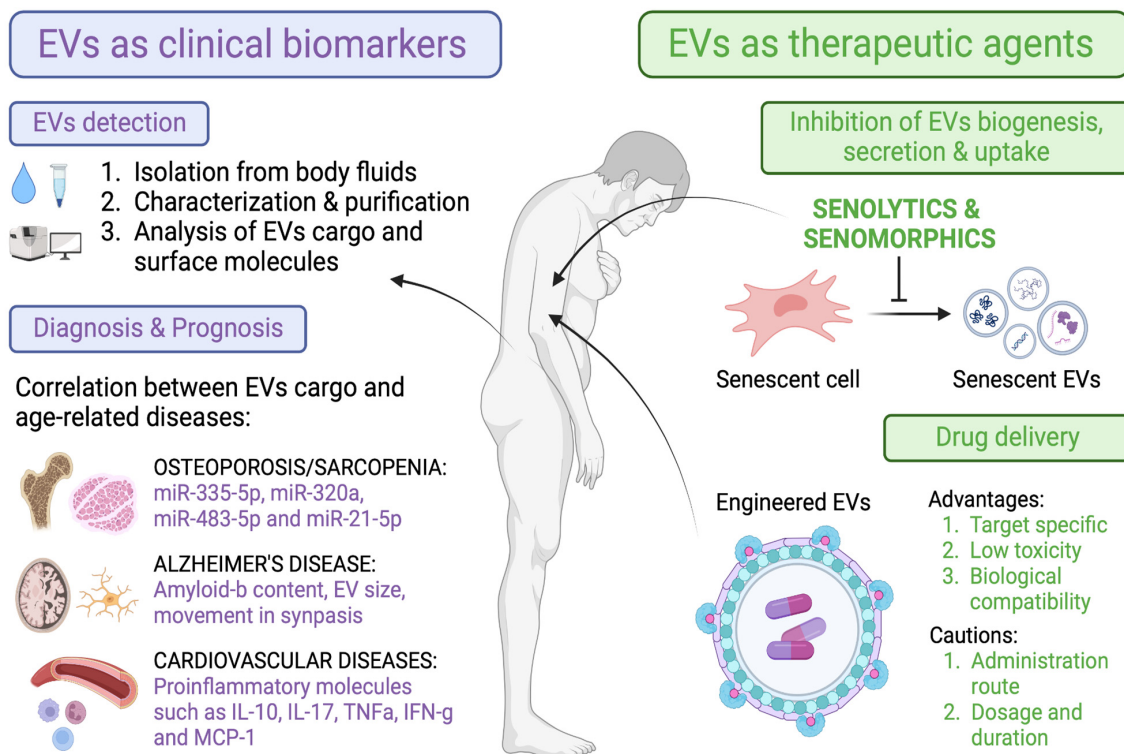 EVs as clinical biomarkers
EVs detection
1. Isolation from body fluids
2. Characterization & purification
3. Analysis of EVs cargo and
surface molecules
Diagnosis & Prognosis
Correlation between EVs cargo and
age-related diseases:
OSTEOPOROSIS/SARCOPENIA:
miR-335-5p, miR-320a,
miR-483-5p and miR-21-5p
ALZHEIMER'S DISEASE:
Amyloid-b content, EV size,
movement in synpasis
CARDIOVASCULAR DISEASES:
Proinflammatory molecules
such as IL-10, IL-17, TNFa, IFN-g
and MCP-1
EVs as therapeutic agents
Inhibition of EVs biogenesis,
secretion & uptake
SENOLYTICS &
SENOMORPHICS
Senescent cell
Senescent EVs
Drug delivery
Engineered EVs
Advantages:
1. Target specific
2. Low toxicity
3. Biological
compatibility
Cautions:
1. Administration
route
2. Dosage and
duration